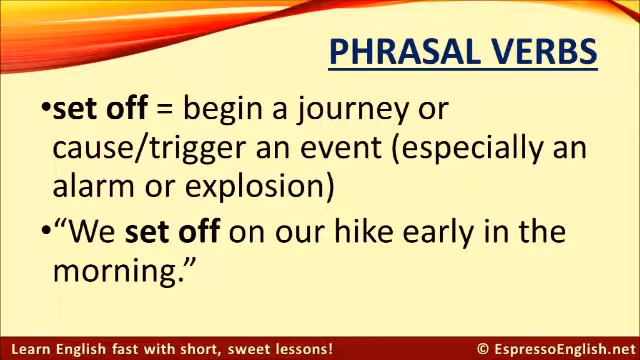 PHRASAL VERBS
•set off = begin a journey or
cause/trigger an event (especially an
alarm or explosion)
•“We set off on our hike early in the
morning.”
Learn English fast with short, sweet lessons! © EspressoEnglish.net